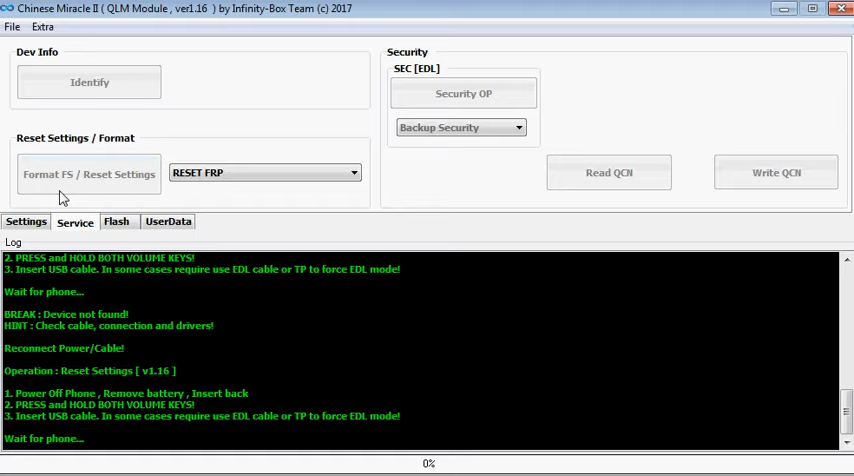 Chinese Miracle II ( QLM Module , ver1.16 ) by Infinity-Box Team (c) 2017
File Extra
Dev Info
Identify
Reset Settings / Format
Format FS / Reset Settings
RESET FRP
Security
SEC [EDL]
Security OP
Backup Security
Read QCN
Write QCN
Settings Service Flash UserData
Log
2. PRESS and HOLD BOTH VOLUME KEYS!
3. Insert USB cable. In some cases require use EDL cable or TP to force EDL mode!
Wait for phone...
BREAK : Device not found!
HINT : Check cable, connection and drivers!
Reconnect Power/Cable!
Operation : Reset Settings [ v1.16 ]
1. Power Off Phone , Remove battery , Insert back
2. PRESS and HOLD BOTH VOLUME KEYS!
3. Insert USB cable. In some cases require use EDL cable or TP to force EDL mode!
Wait for phone...
0%